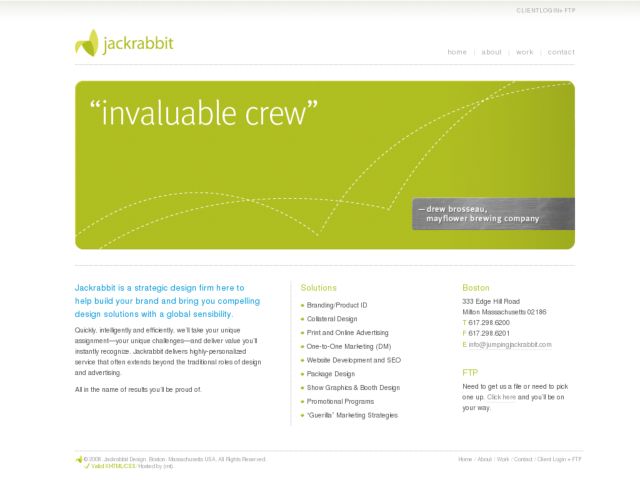 CLIENTLOGIN+ FTP
jackrabbit
home | about | work | contact
“invaluable crew”
— drew brosseau,
mayflower brewing company
Jackrabbit is a strategic design firm here to
help build your brand and bring you compelling
design solutions with a global sensibility.
Quickly, intelligently and efficiently, we'll take your unique
assignment—your unique challenges—and deliver value you'll
instantly recognize. Jackrabbit delivers highly-personalized
service that often extends beyond the traditional roles of design
and advertising.
All in the name of results you'll be proud of.
Solutions
Branding/Product ID
Collateral Design
Print and Online Advertising
One-to-One Marketing (DM)
Website Development and SEO
Package Design
Show Graphics & Booth Design
Promotional Programs
“Guerilla” Marketing Strategies
Boston
333 Edge Hill Road
Milton Massachusetts 02186
T 617.298.6200
F 617.298.6201
E info@jumpingjackrabbit.com
FTP
Need to get us a file or need to pick
one up. Click here and you'll be on
your way.
© 2008. Jackrabbit Design. Boston. Massachusetts USA. All Rights Reserved.
Valid XHTML/CSS/ Hosted by (mt).
Home / About / Work / Contact / Client Login + FTP